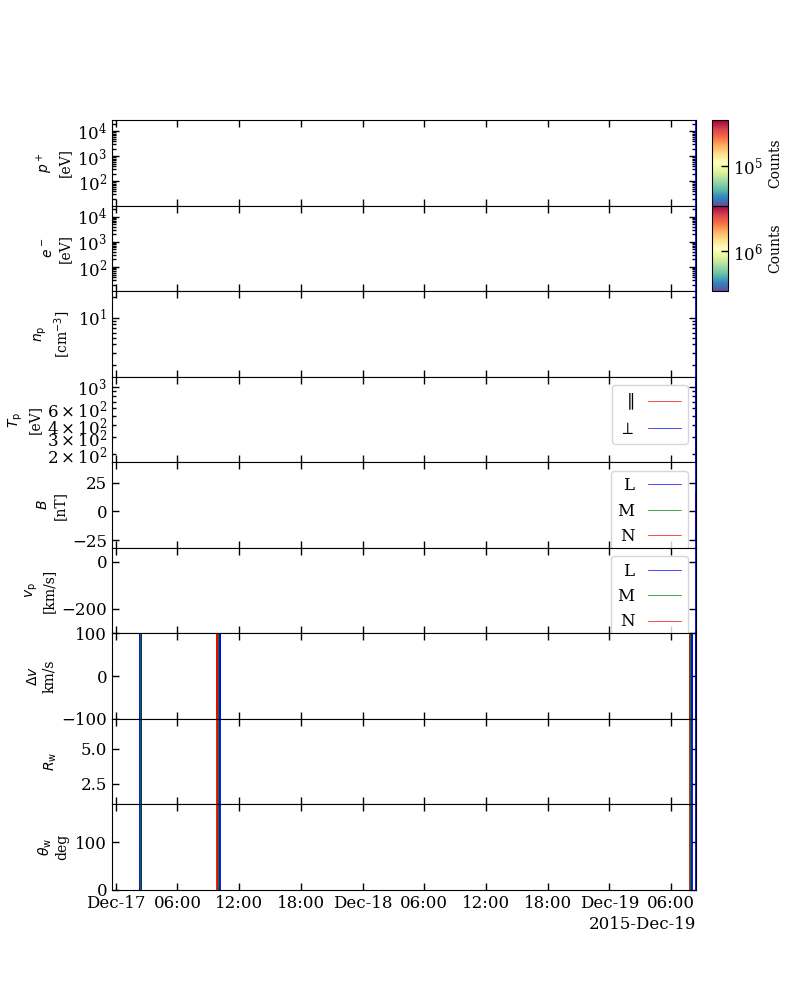 p⁺
[eV]
10⁴
10³
10²
10⁵
Counts
e⁻
[eV]
10⁴
10³
10²
10⁶
Counts
nₚ
[cm⁻³]
10¹
Tₚ
[eV]
10³
6 × 10²
4 × 10²
3 × 10²
2 × 10²
∥
⊥
B
[nT]
25
0
−25
L
M
N
vₚ
[km/s]
0
−200
L
M
N
Δv
km/s
100
0
−100
R_w
5.0
2.5
θ_w
deg
100
0
Dec-17 06:00 12:00 18:00 Dec-18 06:00 12:00 18:00 Dec-19 06:00
2015-Dec-19